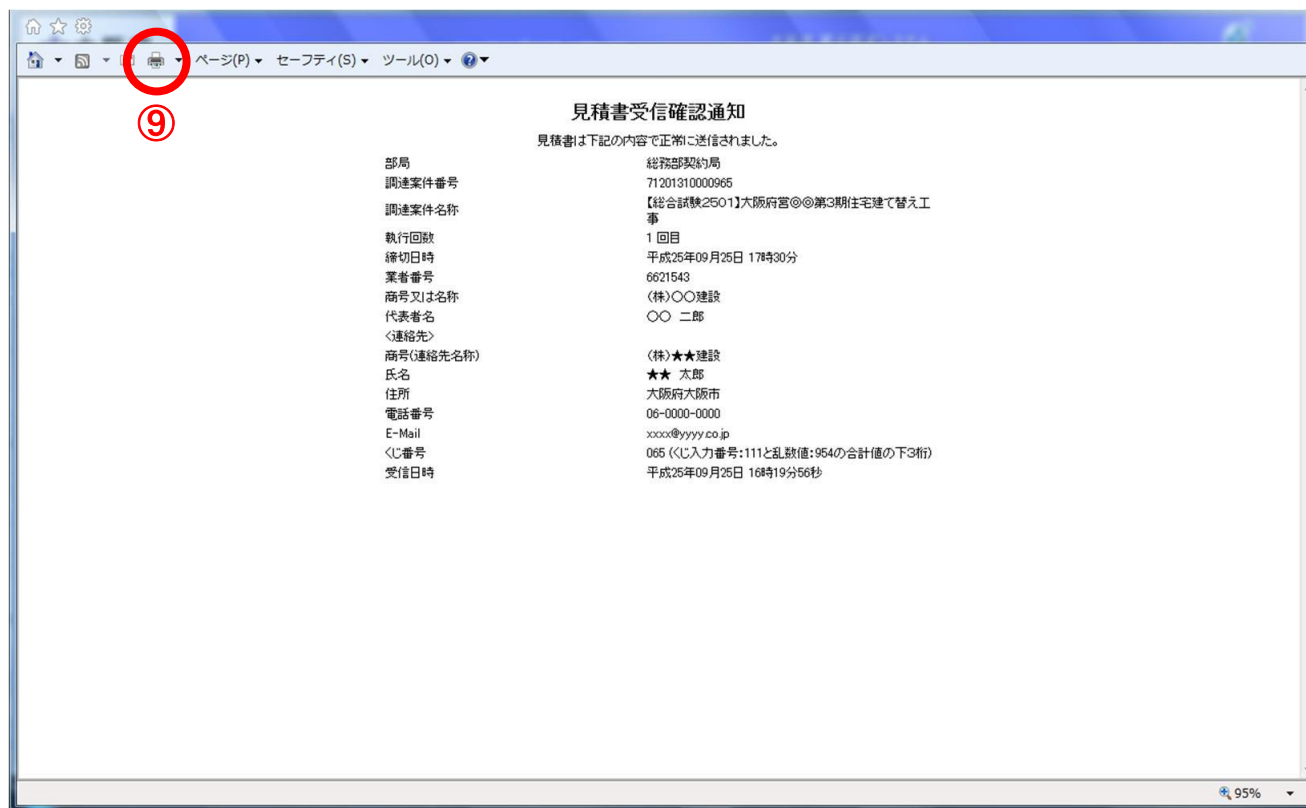 ページ(P) セーフティ(S) ツール(O)
⑨
見積書受信確認通知
見積書は下記の内容で正常に送信されました。
部局 総務部契約局
調達案件番号 71201310000965
調達案件名称 【総合試験2501】大阪府営◎◎第3期住宅建て替え工
事
執行回数 1 回目
締切日時 平成25年09月25日 17時30分
業者番号 6621543
商号又は名称 (株)○○建設
代表者名 ○○ 二郎
<連絡先>
商号(連絡先名称) (株)★★建設
氏名 ★★ 太郎
住所 大阪府大阪市
電話番号 06-0000-0000
E-Mail xxxx@yyyy.co.jp
くじ番号 065 (くじ入力番号:111と乱数値:954の合計値の下3桁)
受信日時 平成25年09月25日 16時19分56秒
95%